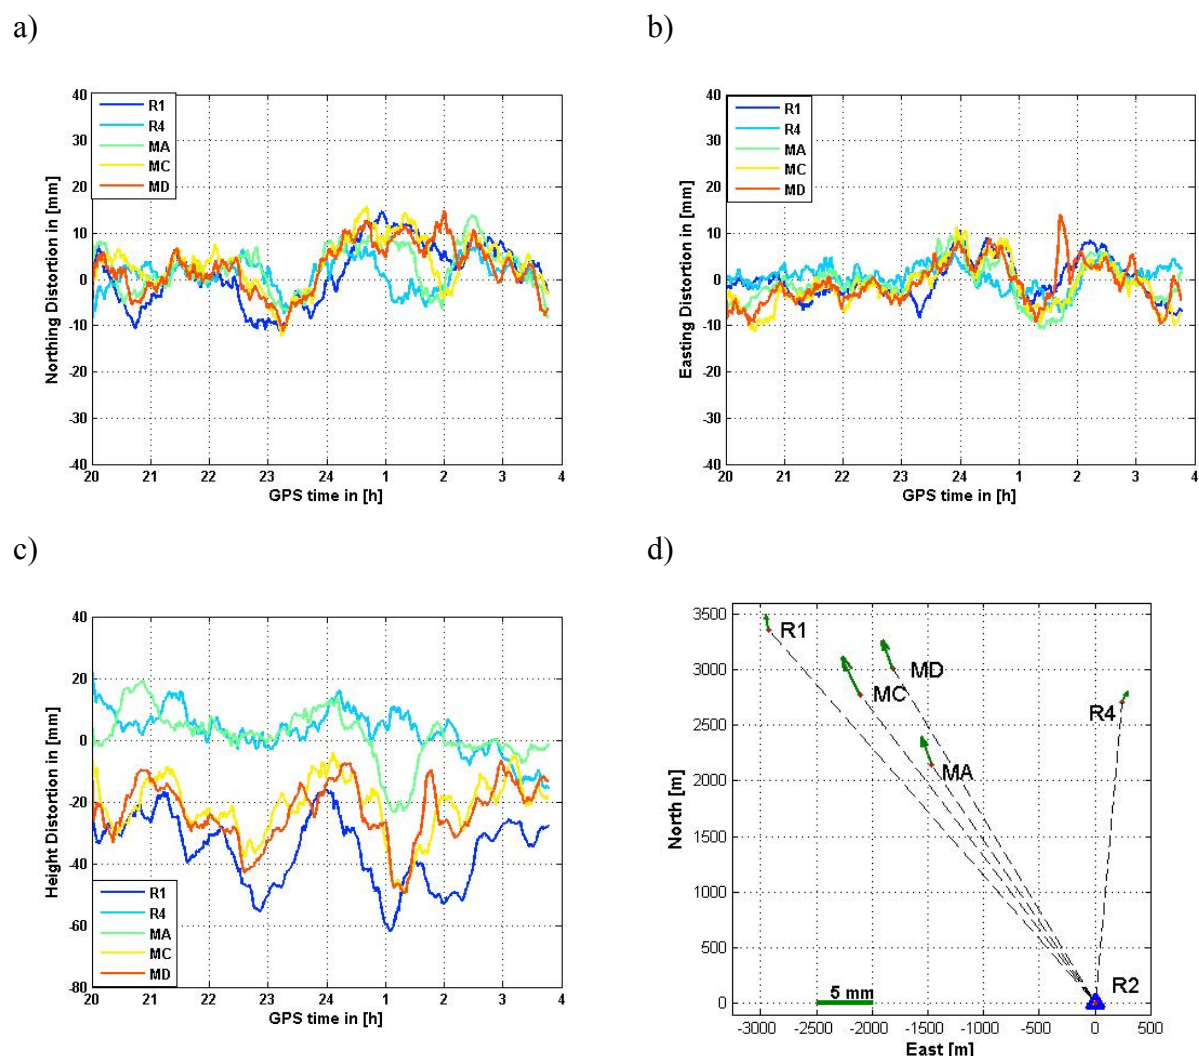 a)
40
30
20
10
0
-10
-20
-30
-40
R1
R4
MA
MC
MD
Northing Distortion in [mm]
20 21 22 23 24 1 2 3 4
GPS time in [h]
b)
40
30
20
10
0
-10
-20
-30
-40
R1
R4
MA
MC
MD
Easting Distortion in [mm]
20 21 22 23 24 1 2 3 4
GPS time in [h]
c)
40
20
0
-20
-40
-60
-80
R1
R4
MA
MC
MD
Height Distortion in [mm]
20 21 22 23 24 1 2 3 4
GPS time in [h]
d)
3500
3000
2500
2000
1500
1000
500
0
R1
MD
MC
R4
MA
R2
5 mm
North [m]
-3000 -2500 -2000 -1500 -1000 -500 0 500
East [m]